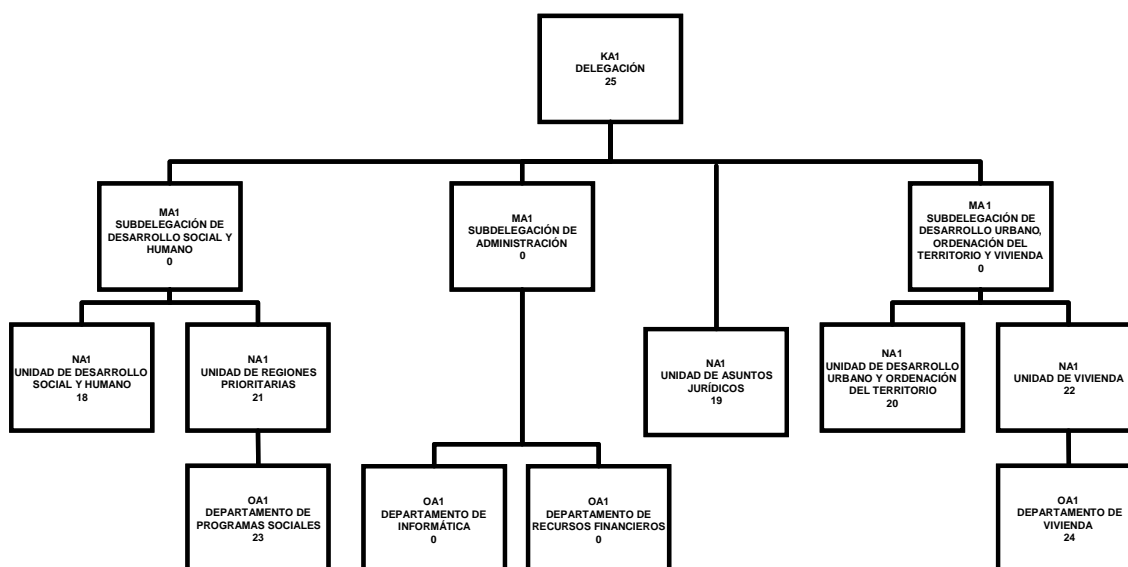 KA1
DELEGACIÓN
25
MA1
SUBDELEGACIÓN DE
DESARROLLO SOCIAL Y
HUMANO
0
MA1
SUBDELEGACIÓN DE
ADMINISTRACIÓN
0
MA1
SUBDELEGACIÓN DE
DESARROLLO URBANO,
ORDENACIÓN DEL
TERRITORIO Y VIVIENDA
0
NA1
UNIDAD DE DESARROLLO
SOCIAL Y HUMANO
18
NA1
UNIDAD DE REGIONES
PRIORITARIAS
21
NA1
UNIDAD DE ASUNTOS
JURÍDICOS
19
NA1
UNIDAD DE DESARROLLO
URBANO Y ORDENACIÓN
DEL TERRITORIO
20
NA1
UNIDAD DE VIVIENDA
22
OA1
DEPARTAMENTO DE
PROGRAMAS SOCIALES
23
OA1
DEPARTAMENTO DE
INFORMÁTICA
0
OA1
DEPARTAMENTO DE
RECURSOS FINANCIEROS
0
OA1
DEPARTAMENTO DE
VIVIENDA
24